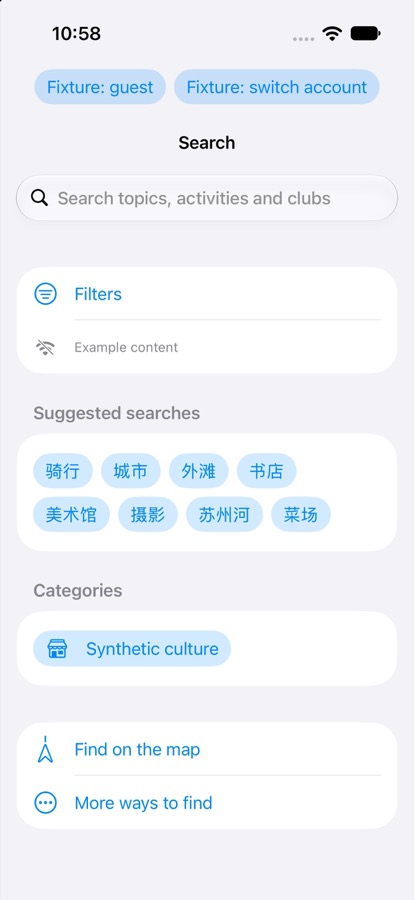 10:58
Fixture: guest Fixture: switch account
Search
Search topics, activities and clubs
Filters
Example content
Suggested searches
骑行 城市 外滩 书店
美术馆 摄影 苏州河 菜场
Categories
Synthetic culture
Find on the map
More ways to find